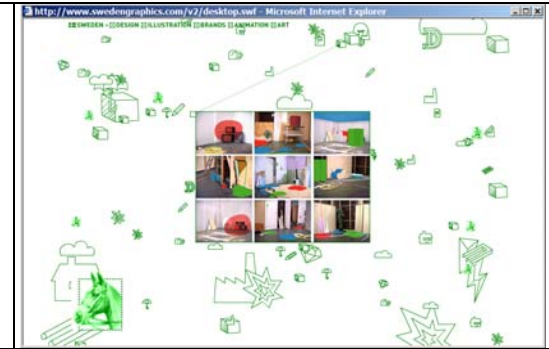 http://www.swedengraphics.com/v2/desktop.swf - Microsoft Internet Explorer
SWEDEN - []DESIGN []ILLUSTRATION []BRANDS []ANIMATION []ART